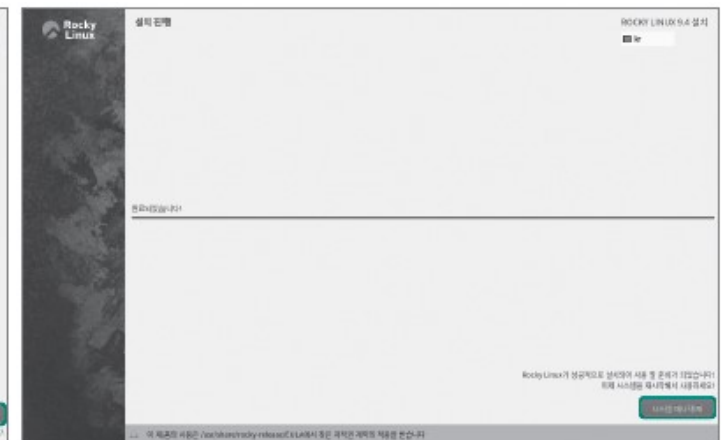 Rocky
Linux
설치 진행
ROCKY LINUX 9.4 설치
kr
완료되었습니다!
Rocky Linux가 성공적으로 설치되어 사용 할 준비가 되었습니다!
이제 시스템을 재시작해서 사용하세요!
시스템 재시작(R)
이 제품의 사용은 /usr/share/rocky-release/EULA에서 찾은 라이센 계약의 적용을 받습니다